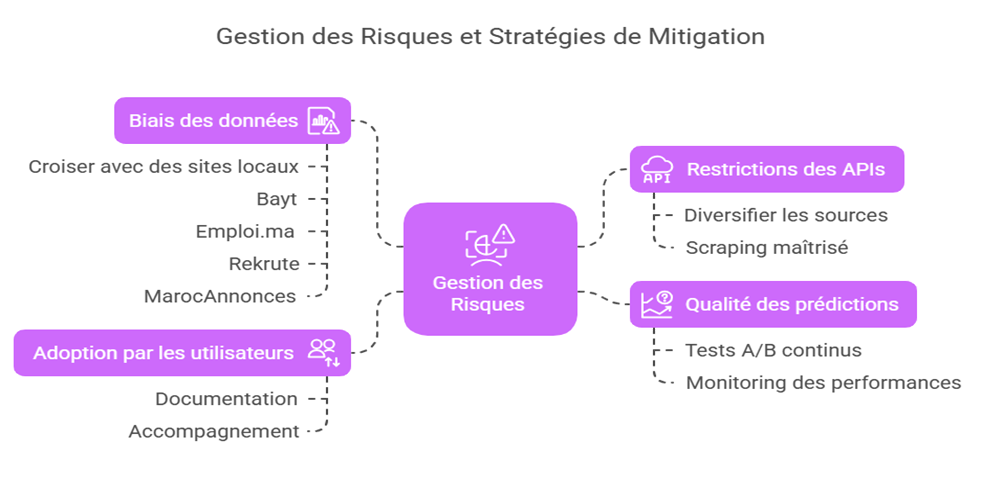 Gestion des Risques et Stratégies de Mitigation
Biais des données
Croiser avec des sites locaux
Bayt
Emploi.ma
Rekrute
MarocAnnonces
Adoption par les utilisateurs
Documentation
Accompagnement
Gestion des
Risques
API
Restrictions des APIs
Diversifier les sources
Scraping maîtrisé
Qualité des prédictions
Tests A/B continus
Monitoring des performances